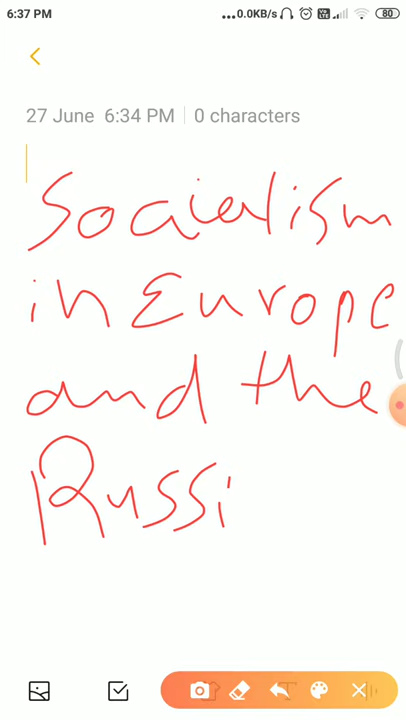 6:37 PM ...0.0KB/s 80
27 June 6:34 PM | 0 characters
Socialism
in Europe
and the
Russi